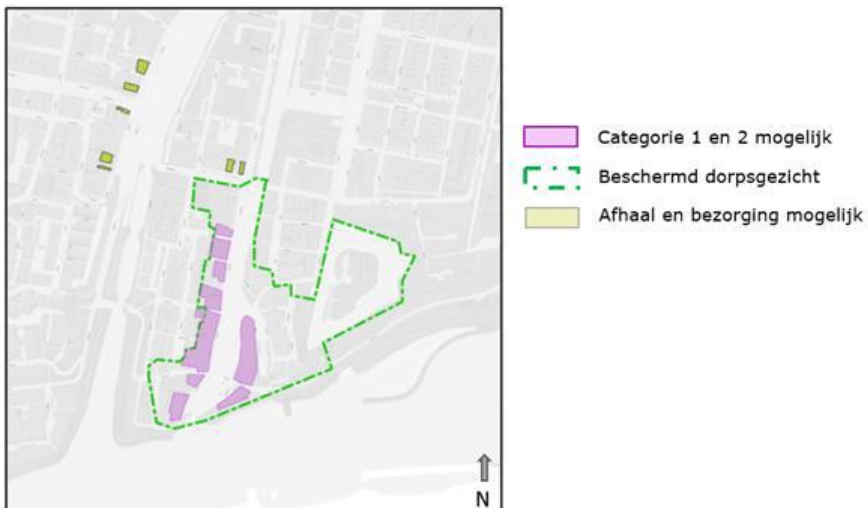 Categorie 1 en 2 mogelijk
Beschermd dorpsgezicht
Afhaal en bezorging mogelijk
N